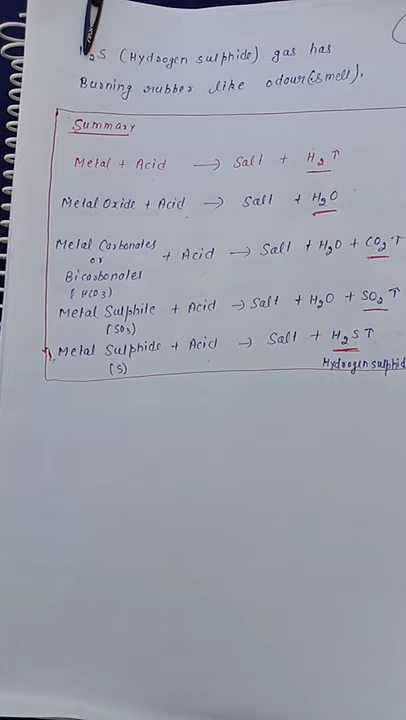 H2S (Hydrogen sulphide) gas has
Burning rubber like odour (smell).
Summary
Metal + Acid → Salt + H2 ↑
Metal Oxide + Acid → Salt + H2O
Metal Carbonates or Bicarbonates (HCO3) + Acid → Salt + H2O + CO2 ↑
Metal Sulphite (SO3) + Acid → Salt + H2O + SO2 ↑
Metal Sulphide (S) + Acid → Salt + H2S ↑
Hydrogen sulphid